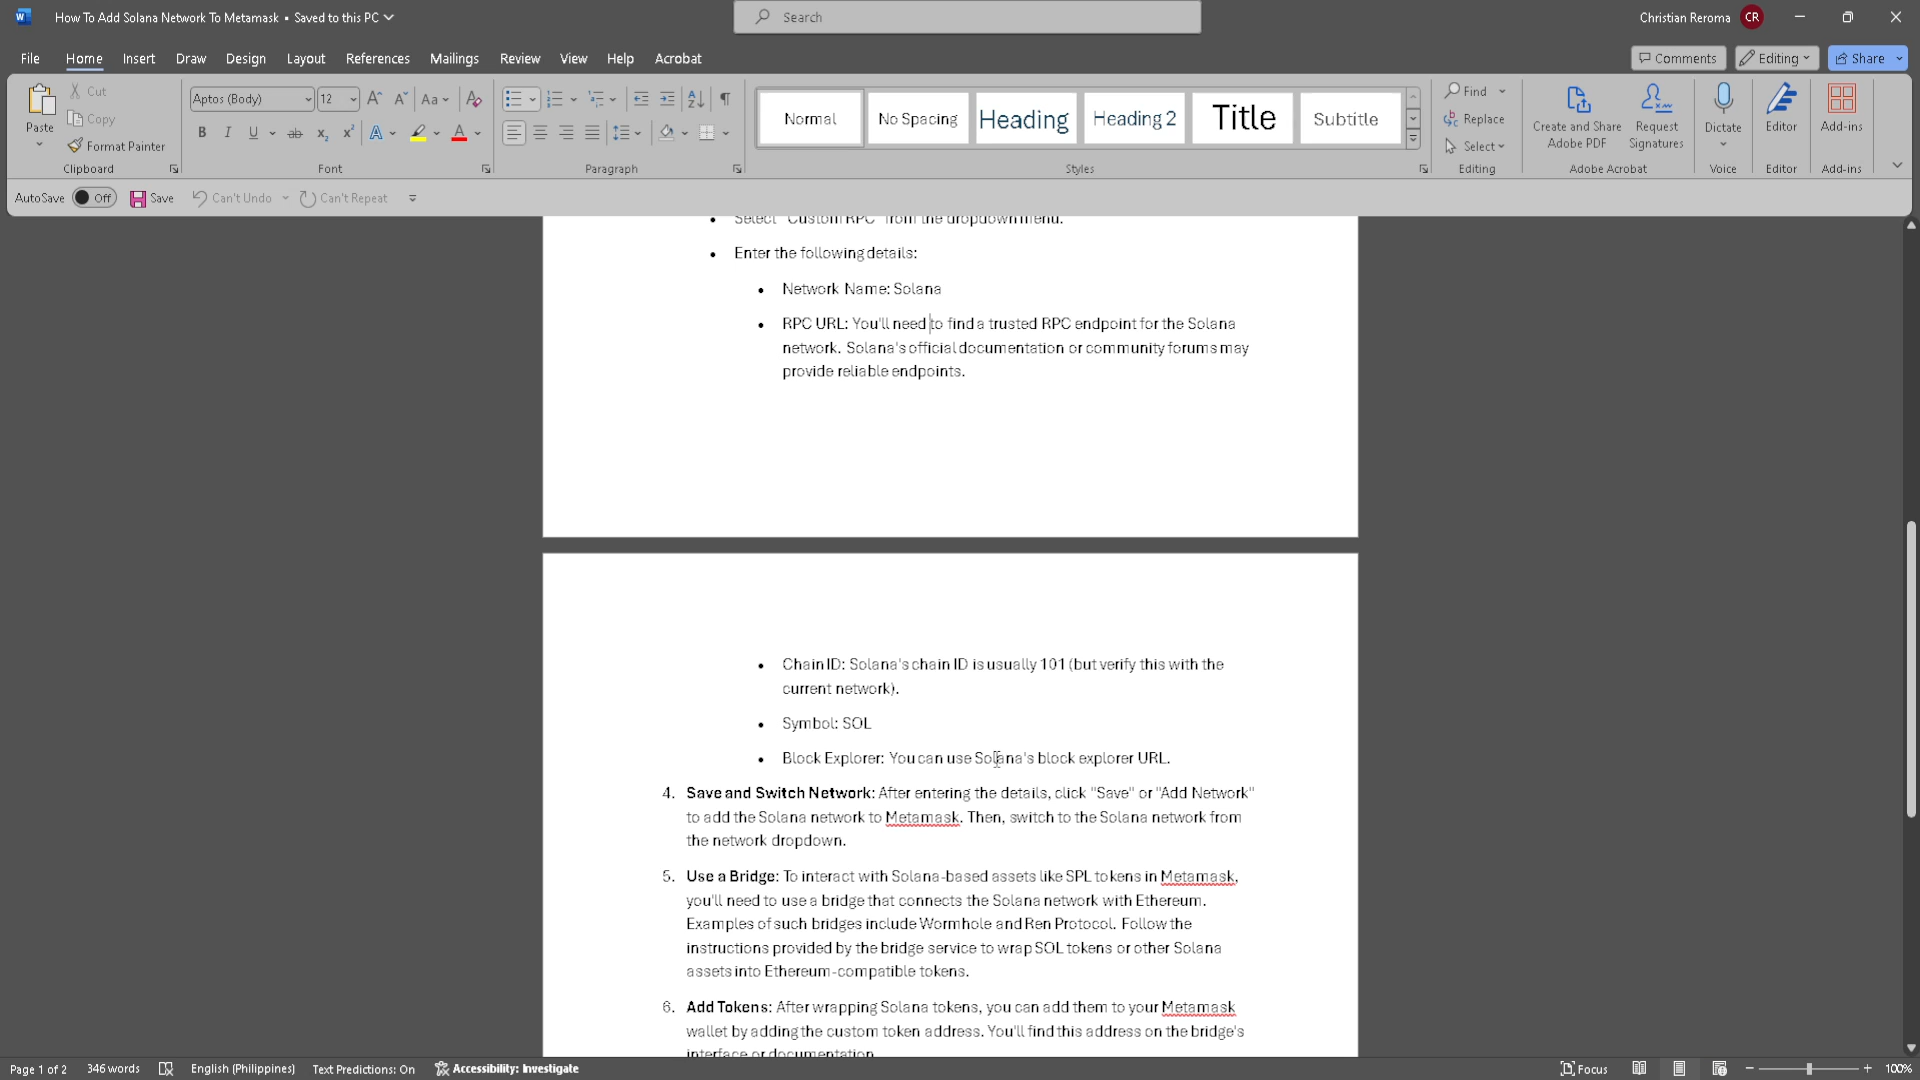 How To Add Solana Network To Metamask • Saved to this PC
Search
Christian Reroma CR
File Home Insert Draw Design Layout References Mailings Review View Help Acrobat
Comments Editing Share
Paste
Cut
Copy
Format Painter
Clipboard
Aptos (Body) 12
Font
Paragraph
Normal No Spacing Heading Heading 2 Title Subtitle
Styles
Find
Replace
Select
Editing
Create and Share Adobe PDF
Request Signatures
Adobe Acrobat
Dictate
Voice
Editor
Editor
Add-ins
Add-ins
AutoSave Off Save Can't Undo Can't Repeat
• Select "Custom RPC" from the dropdown menu.
• Enter the following details:
• Network Name: Solana
• RPC URL: You'll need to find a trusted RPC endpoint for the Solana
network. Solana's official documentation or community forums may
provide reliable endpoints.
• Chain ID: Solana's chain ID is usually 101 (but verify this with the
current network).
• Symbol: SOL
• Block Explorer: You can use Solana's block explorer URL.
4. Save and Switch Network: After entering the details, click "Save" or "Add Network"
to add the Solana network to Metamask. Then, switch to the Solana network from
the network dropdown.
5. Use a Bridge: To interact with Solana-based assets like SPL tokens in Metamask,
you'll need to use a bridge that connects the Solana network with Ethereum.
Examples of such bridges include Wormhole and Ren Protocol. Follow the
instructions provided by the bridge service to wrap SOL tokens or other Solana
assets into Ethereum-compatible tokens.
6. Add Tokens: After wrapping Solana tokens, you can add them to your Metamask
wallet by adding the custom token address. You'll find this address on the bridge's
interface or documentation.
Page 1 of 2 346 words English (Philippines) Text Predictions: On Accessibility: Investigate Focus 100%